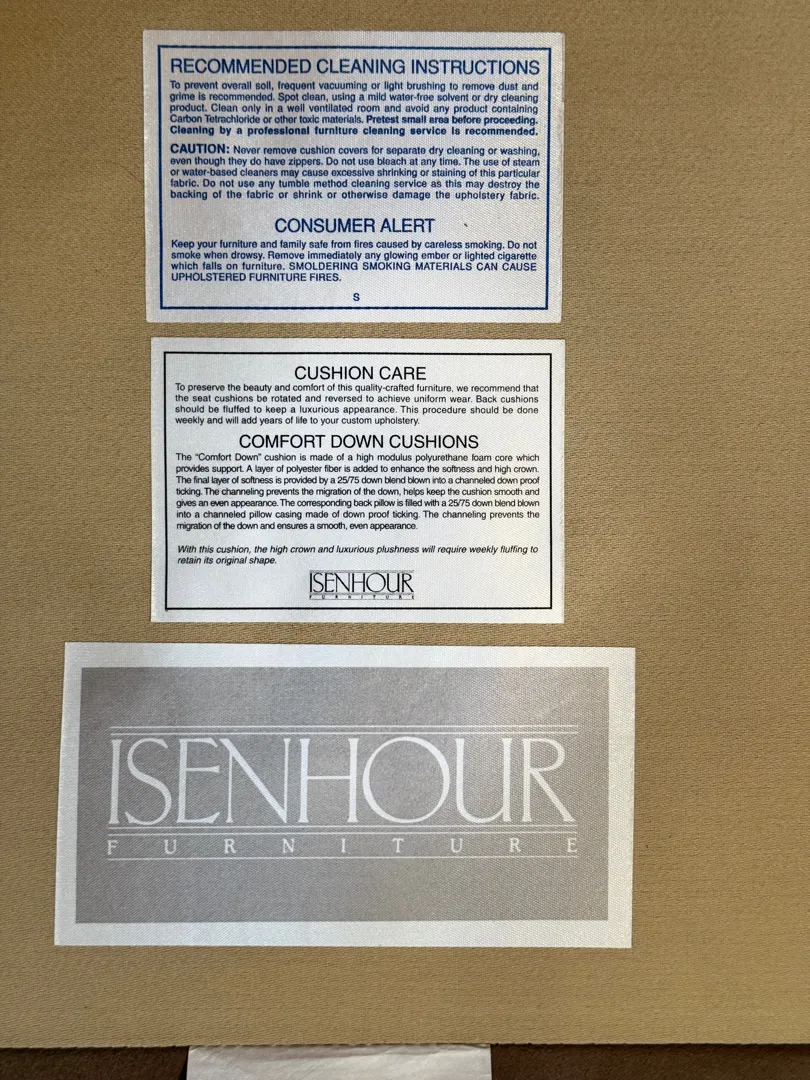 RECOMMENDED CLEANING INSTRUCTIONS
To prevent overall soil, frequent vacuuming or light brushing to remove dust and
grime is recommended. Spot clean, using a mild water-free solvent or dry cleaning
product. Clean only in a well ventilated room and avoid any product containing
Carbon Tetrachloride or other toxic materials. Pretest small area before proceeding.
Cleaning by a professional furniture cleaning service is recommended.
CAUTION: Never remove cushion covers for separate dry cleaning or washing,
even though they do have zippers. Do not use bleach at any time. The use of steam
or water-based cleaners may cause excessive shrinking or staining of this particular
fabric. Do not use any tumble method cleaning service as this may destroy the
backing of the fabric or shrink or otherwise damage the upholstery fabric.
CONSUMER ALERT
Keep your furniture and family safe from fires caused by careless smoking. Do not
smoke when drowsy. Remove immediately any glowing ember or lighted cigarette
which falls on furniture. SMOLDERING SMOKING MATERIALS CAN CAUSE
UPHOLSTERED FURNITURE FIRES.
S
CUSHION CARE
To preserve the beauty and comfort of this quality-crafted furniture, we recommend that
the seat cushions be rotated and reversed to achieve uniform wear. Back cushions
should be fluffed to keep a luxurious appearance. This procedure should be done
weekly and will add years of life to your custom upholstery.
COMFORT DOWN CUSHIONS
The "Comfort Down" cushion is made of a high modulus polyurethane foam core which
provides support. A layer of polyester fiber is added to enhance the softness and high crown.
The final layer of softness is provided by a 25/75 down blend blown into a channeled down proof
ticking. The channeling prevents the migration of the down, helps keep the cushion smooth and
gives an even appearance. The corresponding back pillow is filled with a 25/75 down blend blown
into a channeled pillow casing made of down proof ticking. The channeling prevents the
migration of the down and ensures a smooth, even appearance.
With this cushion, the high crown and luxurious plushness will require weekly fluffing to
retain its original shape.
ISENHOUR
FURNITURE
ISENHOUR
FURNITURE